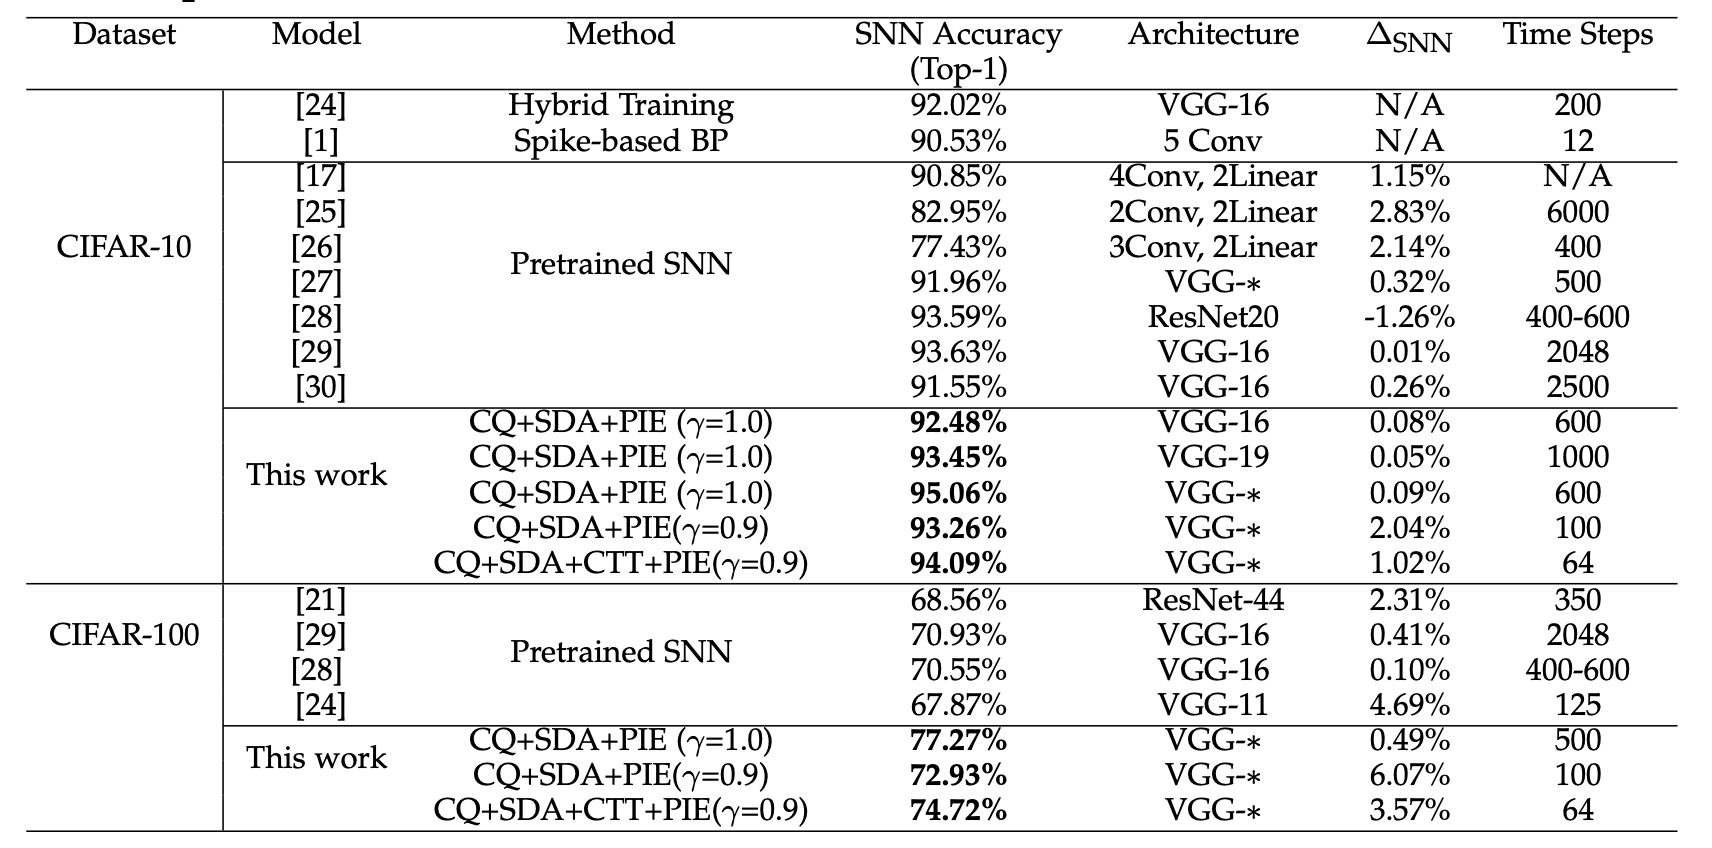 Dataset Model Method SNN Accuracy Architecture ΔSNN Time Steps
(Top-1)
[24] Hybrid Training 92.02% VGG-16 N/A 200
[1] Spike-based BP 90.53% 5 Conv N/A 12
[17] 90.85% 4Conv, 2Linear 1.15% N/A
[25] 82.95% 2Conv, 2Linear 2.83% 6000
CIFAR-10 [26] 77.43% 3Conv, 2Linear 2.14% 400
Pretrained SNN
[27] 91.96% VGG-* 0.32% 500
[28] 93.59% ResNet20 -1.26% 400-600
[29] 93.63% VGG-16 0.01% 2048
[30] 91.55% VGG-16 0.26% 2500
CQ+SDA+PIE (γ=1.0) 92.48% VGG-16 0.08% 600
CQ+SDA+PIE (γ=1.0) 93.45% VGG-19 0.05% 1000
This work
CQ+SDA+PIE (γ=1.0) 95.06% VGG-* 0.09% 600
CQ+SDA+PIE(γ=0.9) 93.26% VGG-* 2.04% 100
CQ+SDA+CTT+PIE(γ=0.9) 94.09% VGG-* 1.02% 64
[21] 68.56% ResNet-44 2.31% 350
CIFAR-100 [29] 70.93% VGG-16 0.41% 2048
Pretrained SNN
[28] 70.55% VGG-16 0.10% 400-600
[24] 67.87% VGG-11 4.69% 125
CQ+SDA+PIE (γ=1.0) 77.27% VGG-* 0.49% 500
This work
CQ+SDA+PIE(γ=0.9) 72.93% VGG-* 6.07% 100
CQ+SDA+CTT+PIE(γ=0.9) 74.72% VGG-* 3.57% 64